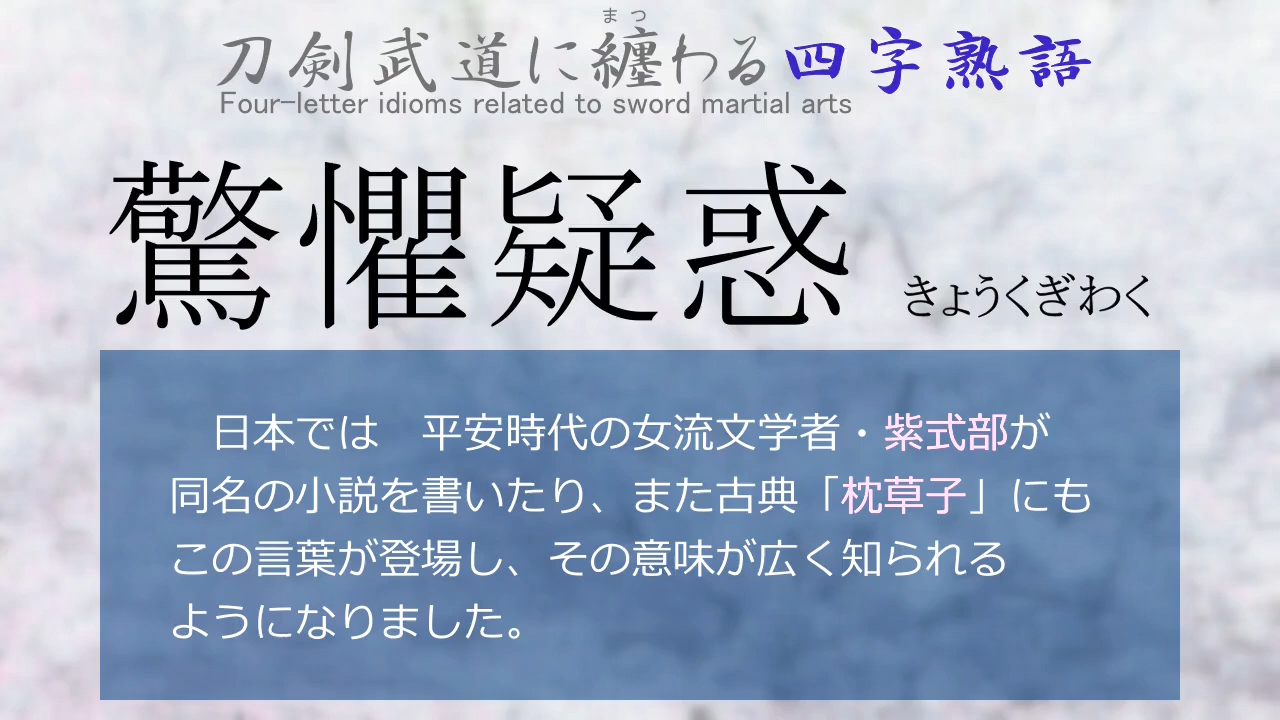 まつ
刀剣武道に纏わる四字熟語
Four-letter idioms related to sword martial arts
驚懼疑惑 きょうくぎわく
日本では 平安時代の女流文学者・紫式部が
同名の小説を書いたり、また古典「枕草子」にも
この言葉が登場し、その意味が広く知られる
ようになりました。